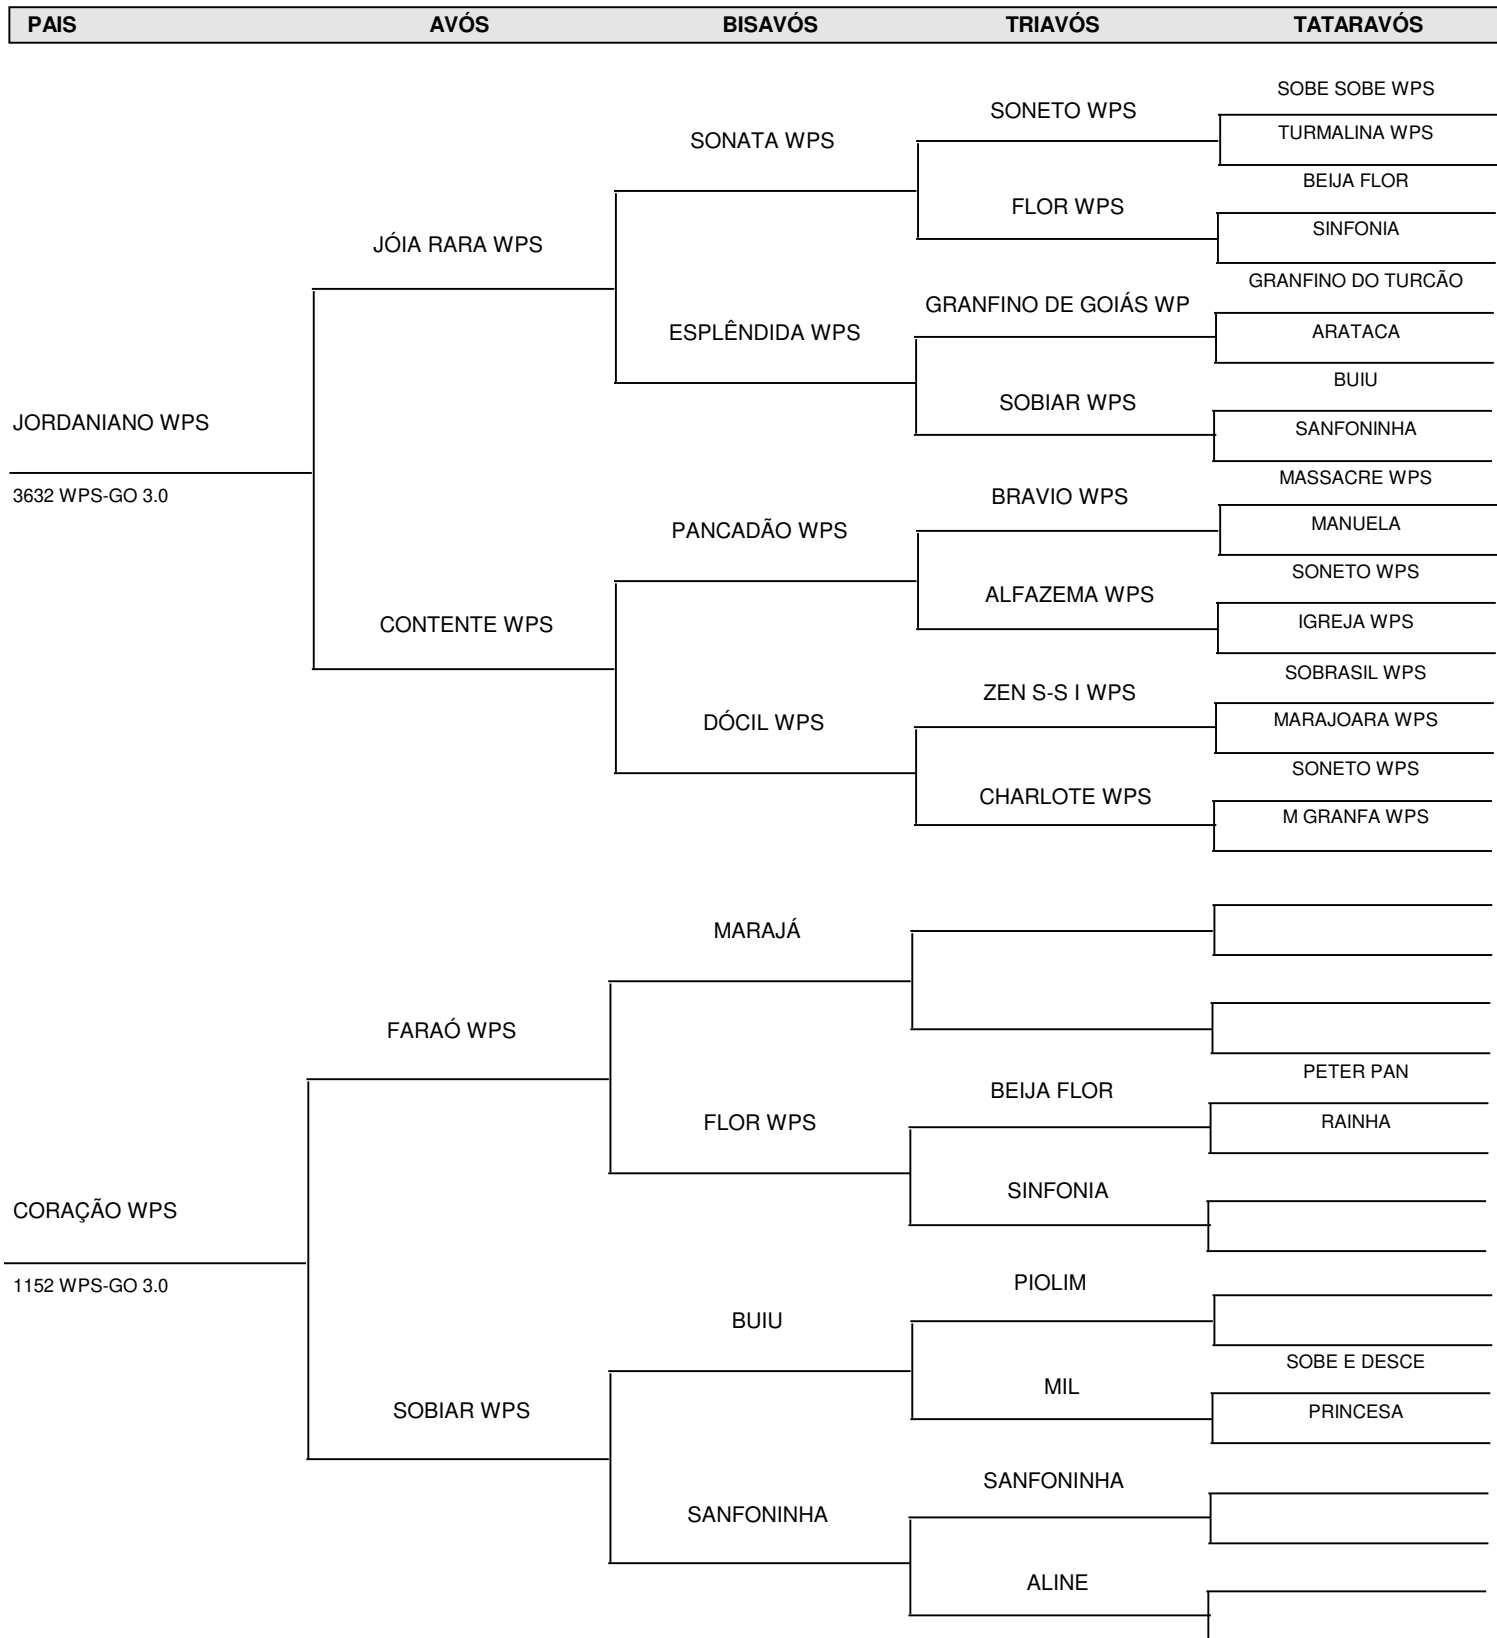 PAIS AVÓS BISAVÓS TRIAVÓS TATARAVÓS
SOBE SOBE WPS
SONETO WPS
TURMALINA WPS
SONATA WPS
BEIJA FLOR
FLOR WPS
SINFONIA
JÓIA RARA WPS
GRANFINO DO TURCÃO
GRANFINO DE GOIÁS WP
ESPLÊNDIDA WPS
ARATACA
BUIU
SOBIAR WPS
JORDANIANO WPS
SANFONINHA
MASSACRE WPS
3632 WPS-GO 3.0
BRAVIO WPS
MANUELA
PANCADÃO WPS
SONETO WPS
ALFAZEMA WPS
IGREJA WPS
CONTENTE WPS
SOBRASIL WPS
ZEN S-S I WPS
MARAJOARA WPS
DÓCIL WPS
SONETO WPS
CHARLOTE WPS
M GRANFA WPS
MARAJÁ
FARAÓ WPS
PETER PAN
BEIJA FLOR
FLOR WPS
RAINHA
SINFONIA
CORAÇÃO WPS
PIOLIM
1152 WPS-GO 3.0
BUIU
SOBE E DESCE
MIL
SOBIAR WPS
PRINCESA
SANFONINHA
SANFONINHA
ALINE